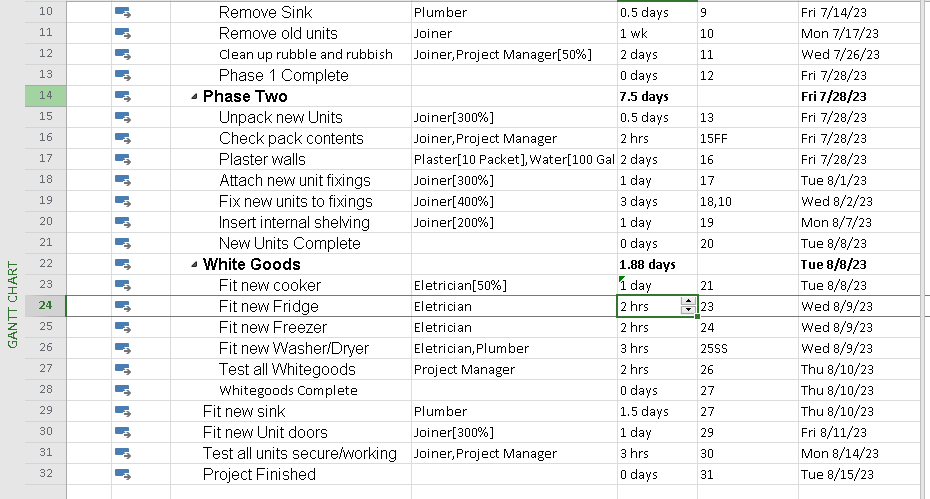 10 Remove Sink Plumber 0.5 days 9 Fri 7/14/23
11 Remove old units Joiner 1 wk 10 Mon 7/17/23
12 Clean up rubble and rubbish Joiner,Project Manager[50%] 2 days 11 Wed 7/26/23
13 Phase 1 Complete 0 days 12 Fri 7/28/23
14 Phase Two 7.5 days Fri 7/28/23
15 Unpack new Units Joiner[300%] 0.5 days 13 Fri 7/28/23
16 Check pack contents Joiner,Project Manager 2 hrs 15FF Fri 7/28/23
17 Plaster walls Plaster[10 Packet],Water[100 Gal 2 days 16 Fri 7/28/23
18 Attach new unit fixings Joiner[300%] 1 day 17 Tue 8/1/23
19 Fix new units to fixings Joiner[400%] 3 days 18,10 Wed 8/2/23
20 Insert internal shelving Joiner[200%] 1 day 19 Mon 8/7/23
21 New Units Complete 0 days 20 Tue 8/8/23
22 White Goods 1.88 days Tue 8/8/23
23 Fit new cooker Eletrician[50%] 1 day 21 Tue 8/8/23
24 Fit new Fridge Eletrician 2 hrs 23 Wed 8/9/23
25 Fit new Freezer Eletrician 2 hrs 24 Wed 8/9/23
26 Fit new Washer/Dryer Eletrician,Plumber 3 hrs 25SS Wed 8/9/23
27 Test all Whitegoods Project Manager 2 hrs 26 Thu 8/10/23
28 Whitegoods Complete 0 days 27 Thu 8/10/23
29 Fit new sink Plumber 1.5 days 27 Thu 8/10/23
30 Fit new Unit doors Joiner[300%] 1 day 29 Fri 8/11/23
31 Test all units secure/working Joiner,Project Manager 3 hrs 30 Mon 8/14/23
32 Project Finished 0 days 31 Tue 8/15/23
GANTT CHART